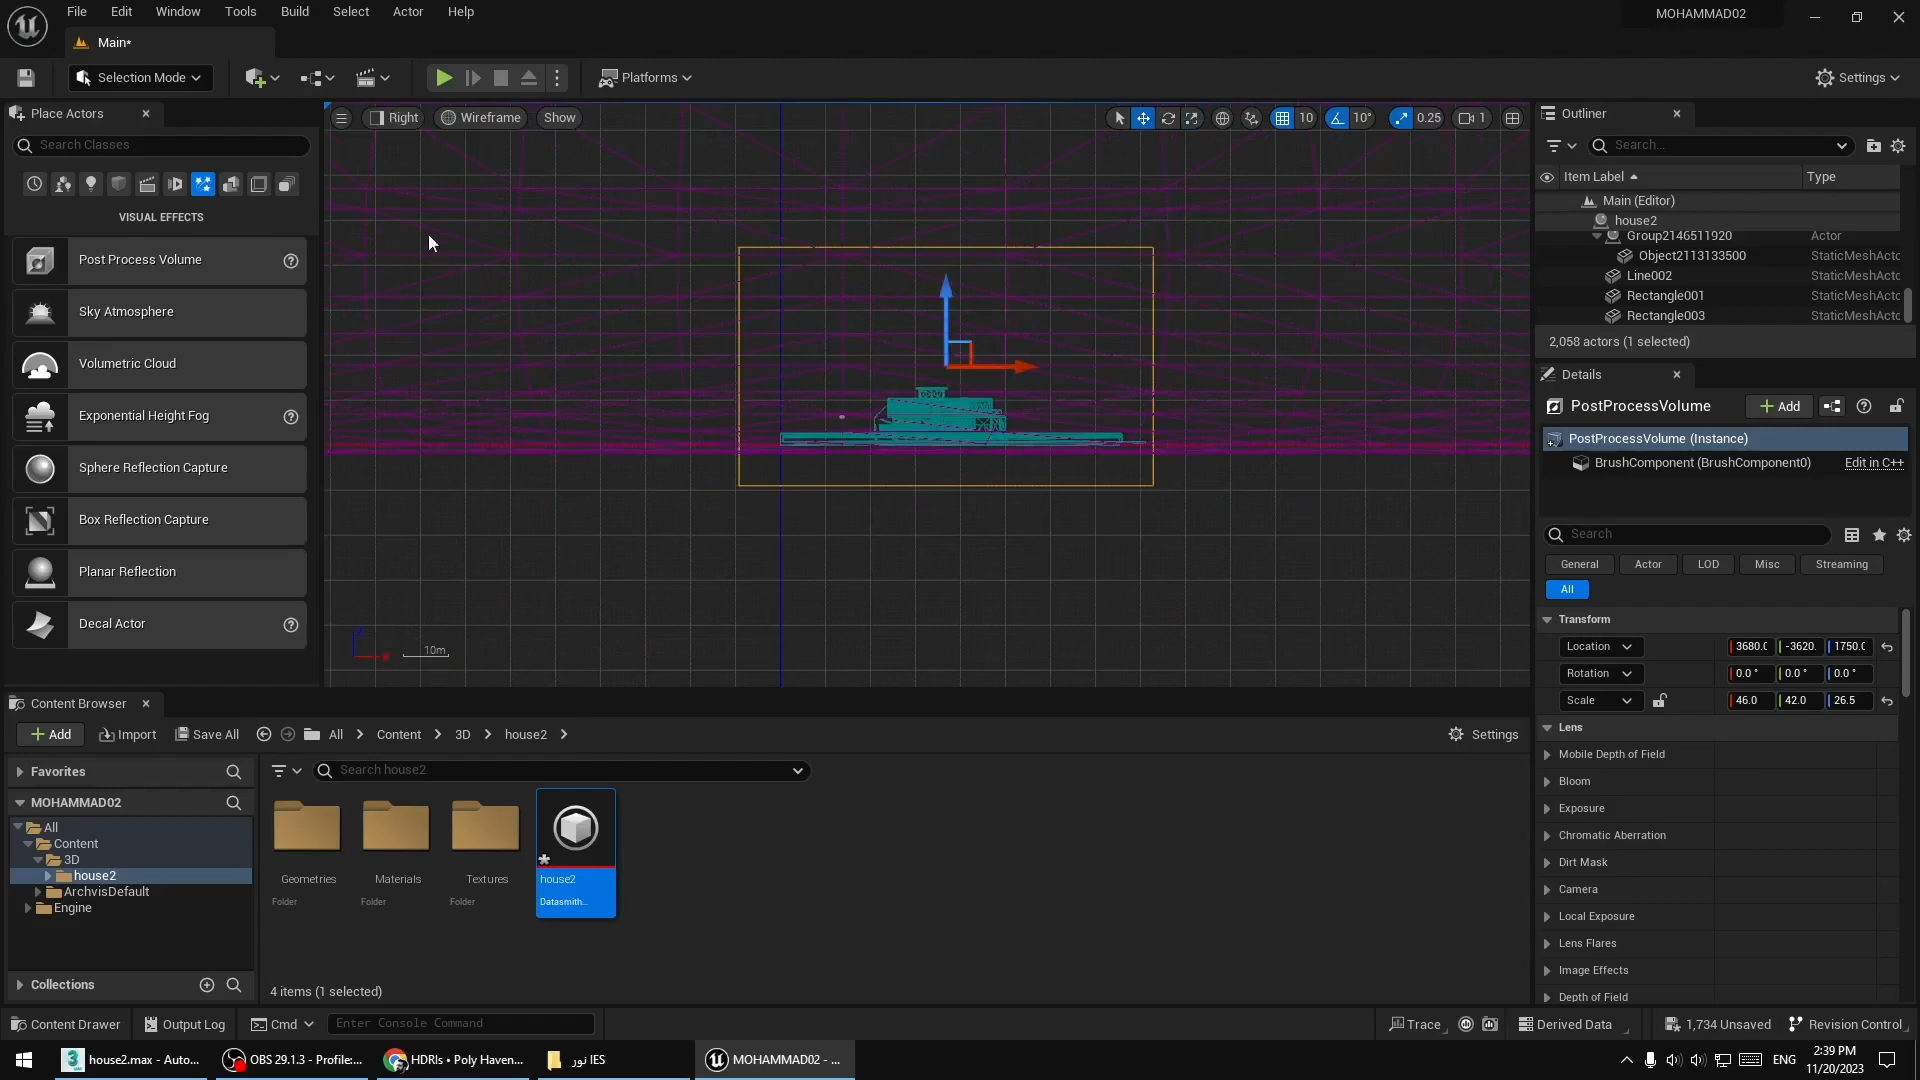 File Edit Window Tools Build Select Actor Help
MOHAMMAD02
Main*
Selection Mode
Platforms
Settings
Place Actors
Search Classes
VISUAL EFFECTS
Post Process Volume
Sky Atmosphere
Volumetric Cloud
Exponential Height Fog
Sphere Reflection Capture
Box Reflection Capture
Planar Reflection
Decal Actor
Right Wireframe Show
10 10° 0.25 1
10m
Outliner
Search...
Item Label Type
Main (Editor)
house2
Group2146511920 Actor
Object2113133500 StaticMeshActo
Line002 StaticMeshActo
Rectangle001 StaticMeshActo
Rectangle003 StaticMeshActo
2,058 actors (1 selected)
Details
PostProcessVolume Add
PostProcessVolume (Instance)
BrushComponent (BrushComponent0) Edit in C++
Search
General Actor LOD Misc Streaming
All
Transform
Location 3680.0 -3620. 1750.0
Rotation 0.0 ° 0.0 ° 0.0 °
Scale 46.0 42.0 26.5
Lens
Mobile Depth of Field
Bloom
Exposure
Chromatic Aberration
Dirt Mask
Camera
Local Exposure
Lens Flares
Image Effects
Depth of Field
Content Browser
Add Import Save All All Content 3D house2 Settings
Favorites
Search house2
MOHAMMAD02
All
Content
3D
house2
ArchvisDefault
Engine
Collections
Geometries Materials Textures house2
Folder Folder Folder Datasmith...
4 items (1 selected)
Content Drawer Output Log Cmd Enter Console Command Trace Derived Data 1,734 Unsaved Revision Control
house2.max - Auto... OBS 29.1.3 - Profile:... HDRIs • Poly Haven... نور IES MOHAMMAD02 - ... ENG
2:39 PM
11/20/2023